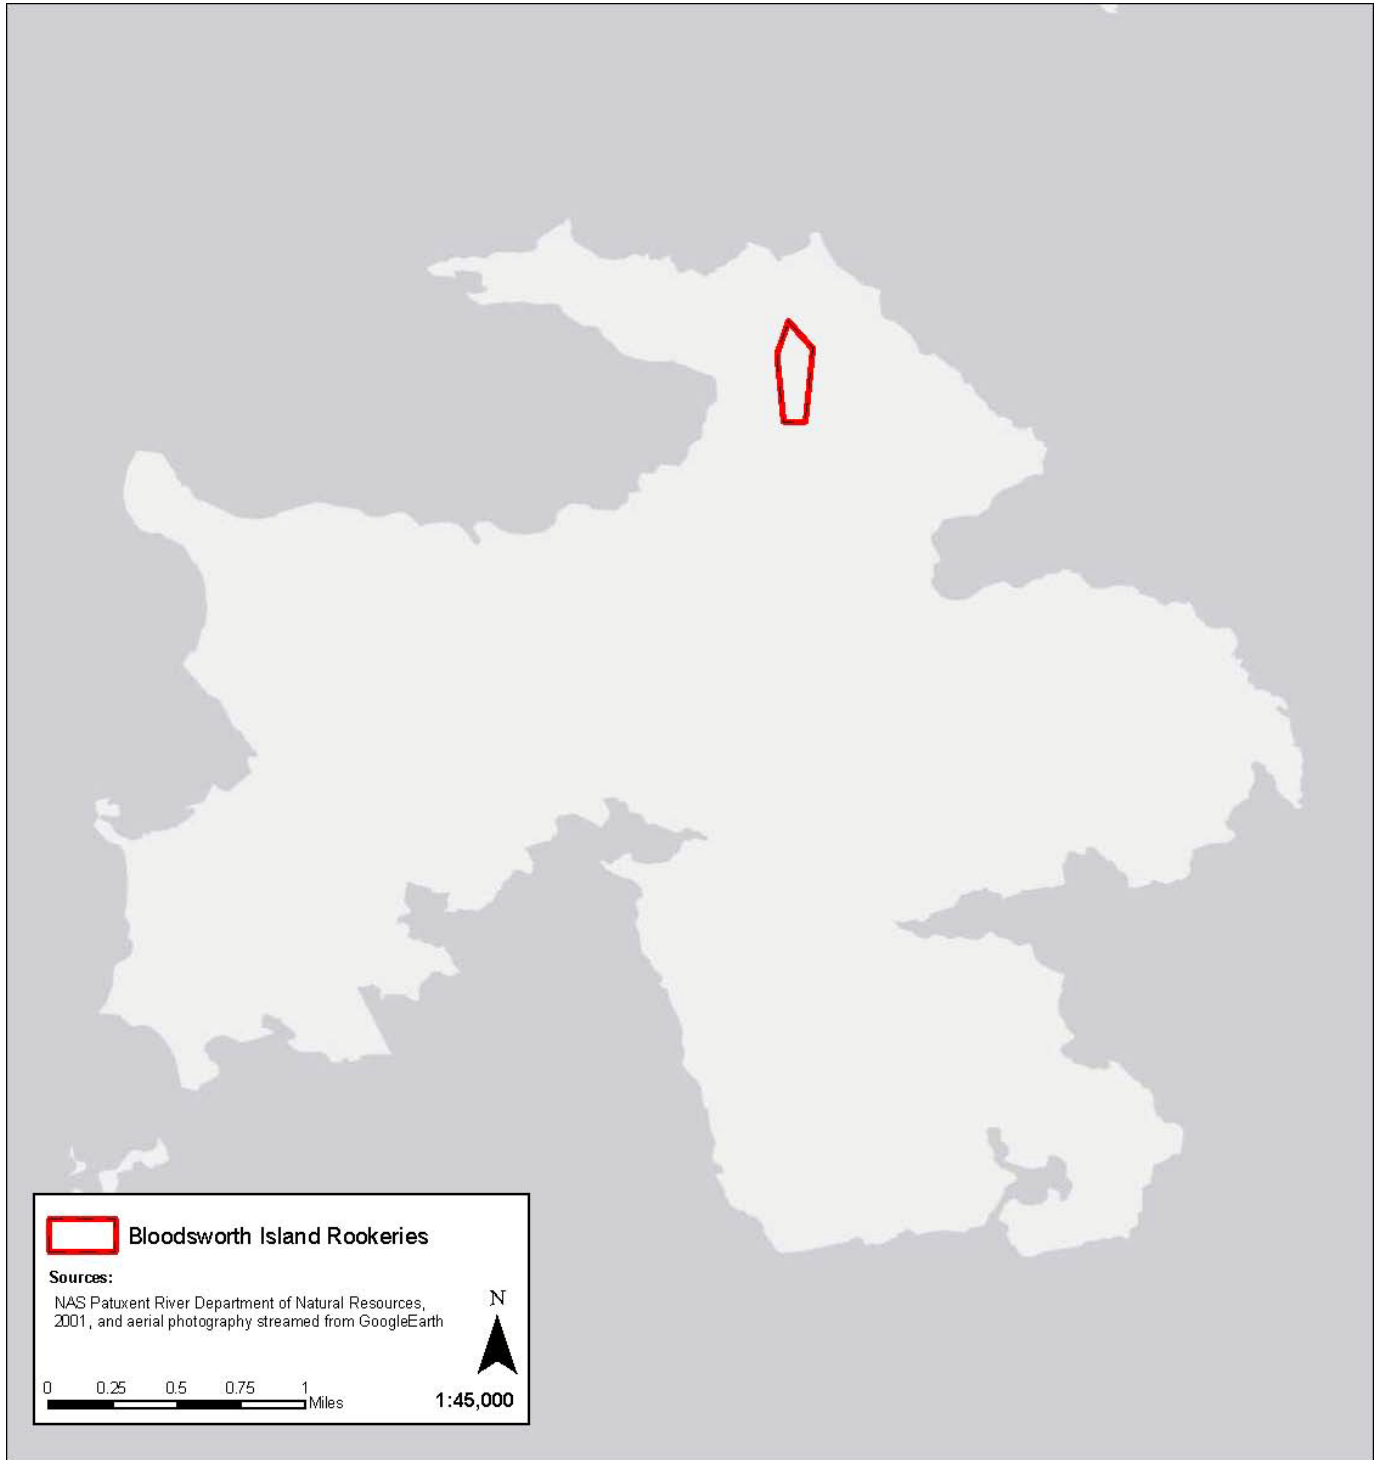 Bloodsworth Island Rookeries
Sources:
NAS Patuxent River Department of Natural Resources,
2001, and aerial photography streamed from GoogleEarth
N
0 0.25 0.5 0.75 1
Miles
1:45,000